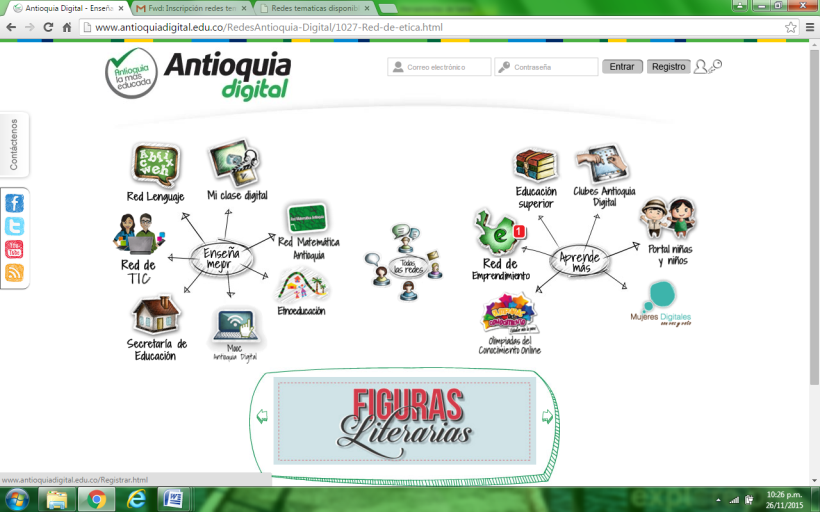 Antioquia Digital - Enseña
Fwd: Inscripción redes tem
Redes tematicas disponibl
www.antioquiadigital.edu.co/RedesAntioquia-Digital/1027-Red-de-etica.html
Antioquia
la más
educada
Antioquia
digital
Correo electrónico
Contraseña
Entrar
Registro
Contáctenos
Red Lenguaje
Mi clase digital
Red de
TIC
Enseña
mejor
Red Matemática
Antioquia
Secretaría de
Educación
Etnoeducación
Mooc
Antioquia Digital
Todas
las redes
Educación
superior
Clubes Antioquia
Digital
1
Red de
Emprendimiento
Aprende
más
Portal niñas
y niños
Olimpiadas del
Conocimiento Online
Mujeres Digitales
FIGURAS
Literarias
www.antioquiadigital.edu.co/Registrar.html
10:26 p.m.
26/11/2015